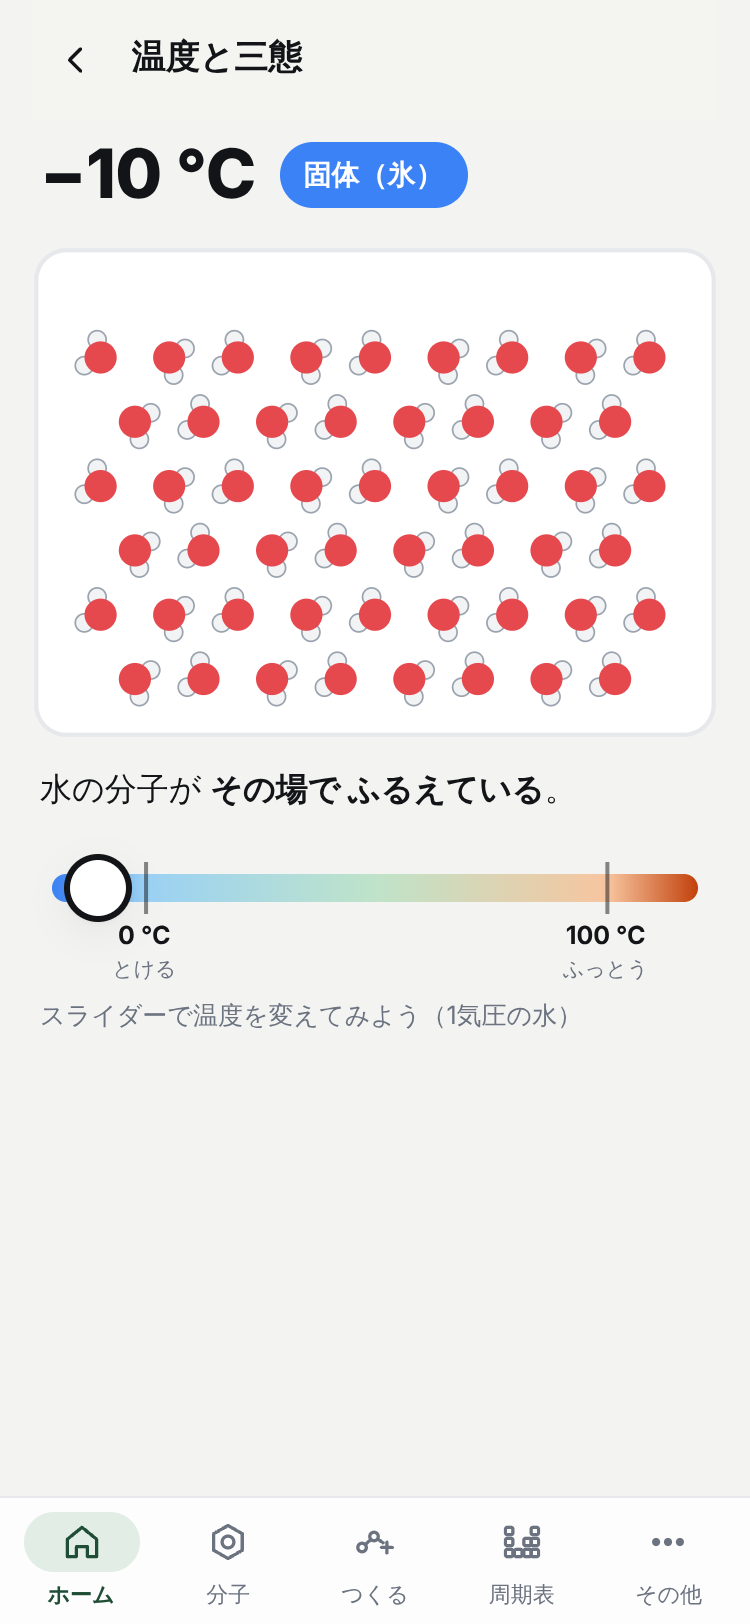 温度と三態
−10 °C
固体（氷）
水の分子が その場で ふるえている。
0 °C
100 °C
とける
ふっとう
スライダーで温度を変えてみよう（1気圧の水）
ホーム
分子
つくる
周期表
その他